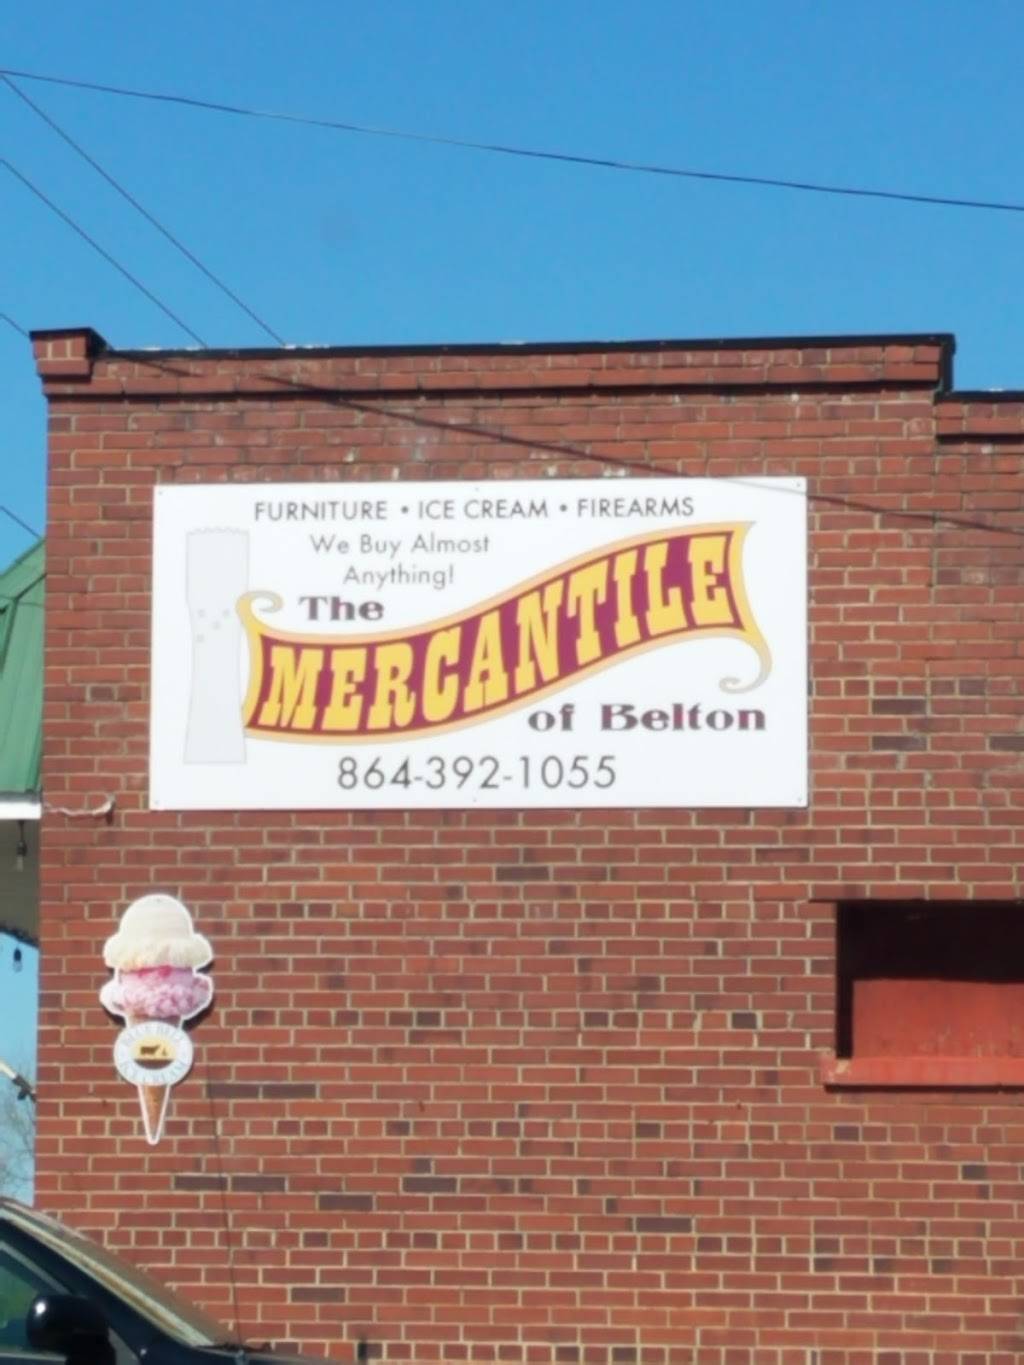 FURNITURE • ICE CREAM • FIREARMS
We Buy Almost
Anything!
The
MERCANTILE
of Belton
864-392-1055